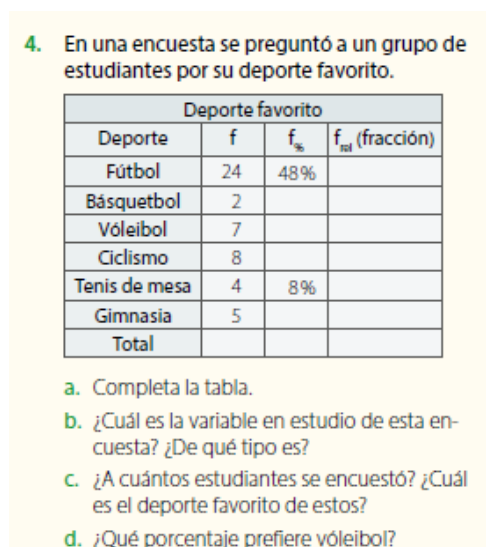 4. En una encuesta se preguntó a un grupo de
estudiantes por su deporte favorito.
Deporte favorito
Deporte f f% frel (fracción)
Fútbol 24 48%
Básquetbol 2
Vóleibol 7
Ciclismo 8
Tenis de mesa 4 8%
Gimnasia 5
Total
a. Completa la tabla.
b. ¿Cuál es la variable en estudio de esta en-
cuesta? ¿De qué tipo es?
c. ¿A cuántos estudiantes se encuestó? ¿Cuál
es el deporte favorito de estos?
d. ¿Qué porcentaje prefiere vóleibol?